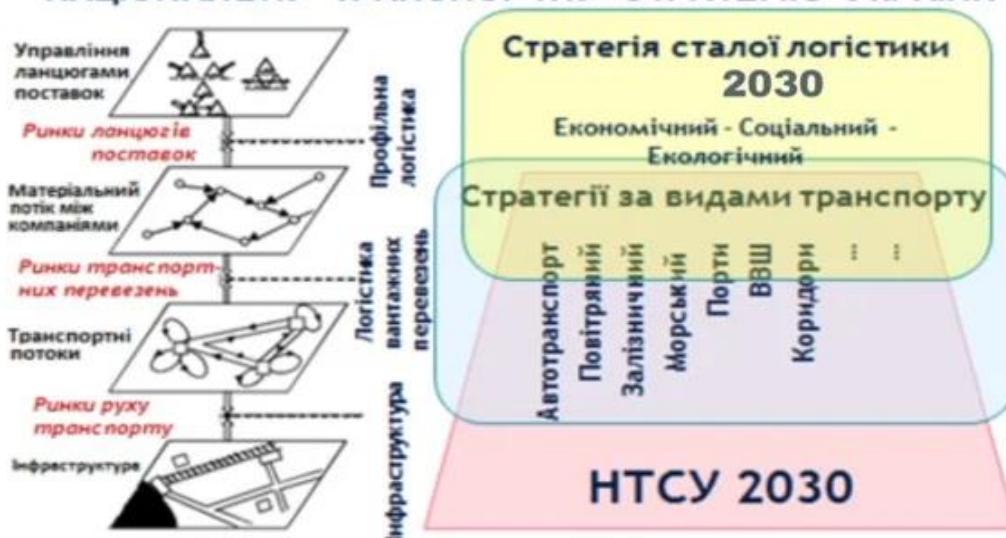 Управління
ланцюгами
поставок
Ринки ланцюгів
поставок
Матеріальний
потік між
компаніями
Ринки транспорт-
них перевезень
Транспортні
потоки
Ринки руху
транспорту
Інфраструктура
Профільна
логістика
Логістика
вантажних
перевезень
Інфраструктура
Стратегія сталої логістики
2030
Економічний - Соціальний -
Екологічний
Стратегії за видами транспорту
Автотранспорт
Повітряний
Залізничний
Морський
Порти
ВВШ
Коридори
...
...
НТСУ 2030